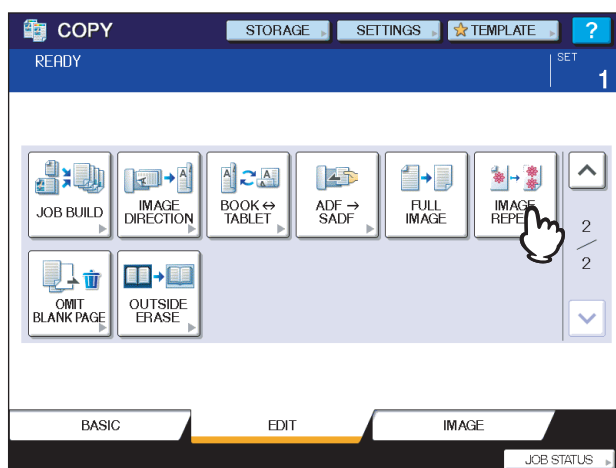 COPY
STORAGE
SETTINGS
TEMPLATE
?
READY
SET
1
JOB BUILD
IMAGE
DIRECTION
BOOK ↔
TABLET
ADF →
SADF
FULL
IMAGE
IMAGE
REPE
2
2
OMIT
BLANK PAGE
OUTSIDE
ERASE
BASIC
EDIT
IMAGE
JOB STATUS